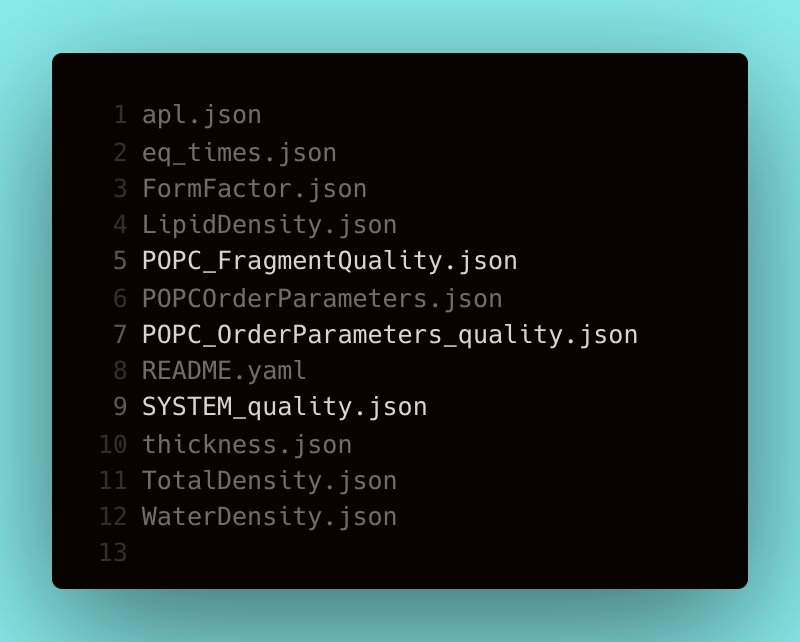 1 apl.json
2 eq_times.json
3 FormFactor.json
4 LipidDensity.json
5 POPC_FragmentQuality.json
6 POPCOrderParameters.json
7 POPC_OrderParameters_quality.json
8 README.yaml
9 SYSTEM_quality.json
10 thickness.json
11 TotalDensity.json
12 WaterDensity.json
13